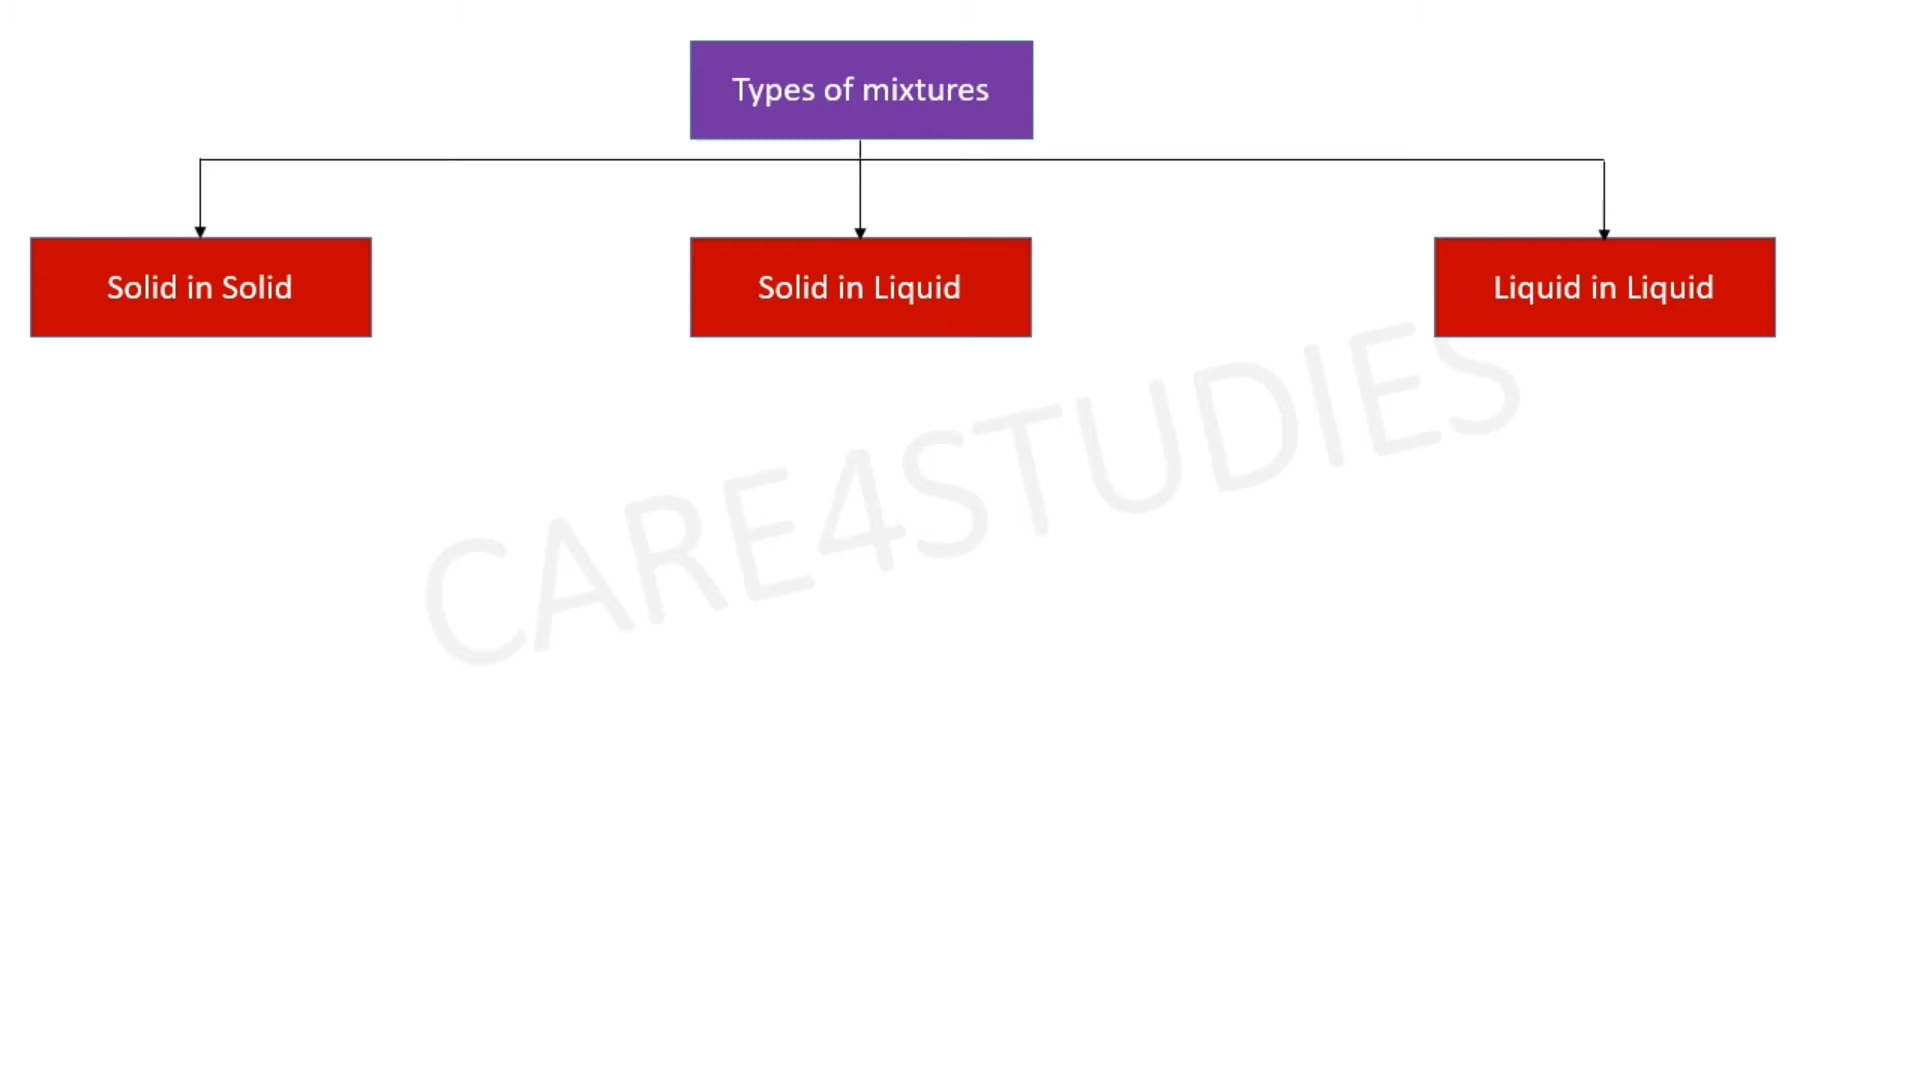 Types of mixtures
Solid in Solid
Solid in Liquid
Liquid in Liquid
CARE4STUDIES